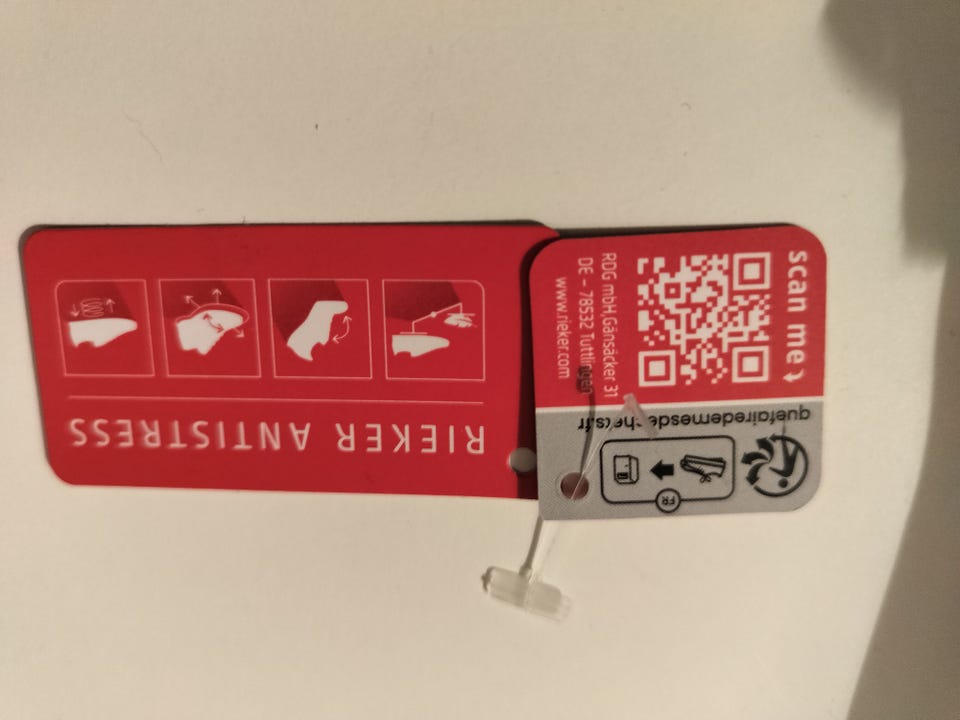 RIEKER ANTISTRESS
scan me
RDG mbH,Gänsäcker 31
DE – 78532 Tuttlingen
www.rieker.com
quefairedemesdechets.fr
FR